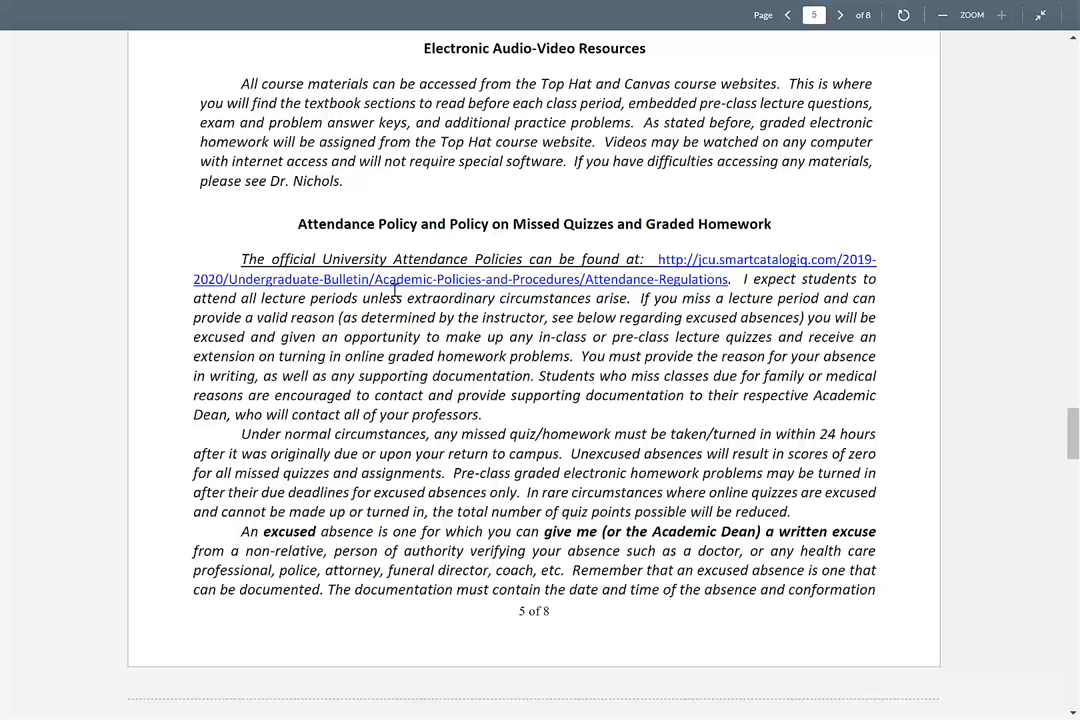 Page 5 of 8 ZOOM
Electronic Audio-Video Resources
All course materials can be accessed from the Top Hat and Canvas course websites. This is where
you will find the textbook sections to read before each class period, embedded pre-class lecture questions,
exam and problem answer keys, and additional practice problems. As stated before, graded electronic
homework will be assigned from the Top Hat course website. Videos may be watched on any computer
with internet access and will not require special software. If you have difficulties accessing any materials,
please see Dr. Nichols.
Attendance Policy and Policy on Missed Quizzes and Graded Homework
The official University Attendance Policies can be found at: http://jcu.smartcatalogiq.com/2019-
2020/Undergraduate-Bulletin/Academic-Policies-and-Procedures/Attendance-Regulations. I expect students to
attend all lecture periods unless extraordinary circumstances arise. If you miss a lecture period and can
provide a valid reason (as determined by the instructor, see below regarding excused absences) you will be
excused and given an opportunity to make up any in-class or pre-class lecture quizzes and receive an
extension on turning in online graded homework problems. You must provide the reason for your absence
in writing, as well as any supporting documentation. Students who miss classes due for family or medical
reasons are encouraged to contact and provide supporting documentation to their respective Academic
Dean, who will contact all of your professors.
Under normal circumstances, any missed quiz/homework must be taken/turned in within 24 hours
after it was originally due or upon your return to campus. Unexcused absences will result in scores of zero
for all missed quizzes and assignments. Pre-class graded electronic homework problems may be turned in
after their due deadlines for excused absences only. In rare circumstances where online quizzes are excused
and cannot be made up or turned in, the total number of quiz points possible will be reduced.
An excused absence is one for which you can give me (or the Academic Dean) a written excuse
from a non-relative, person of authority verifying your absence such as a doctor, or any health care
professional, police, attorney, funeral director, coach, etc. Remember that an excused absence is one that
can be documented. The documentation must contain the date and time of the absence and conformation
5 of 8